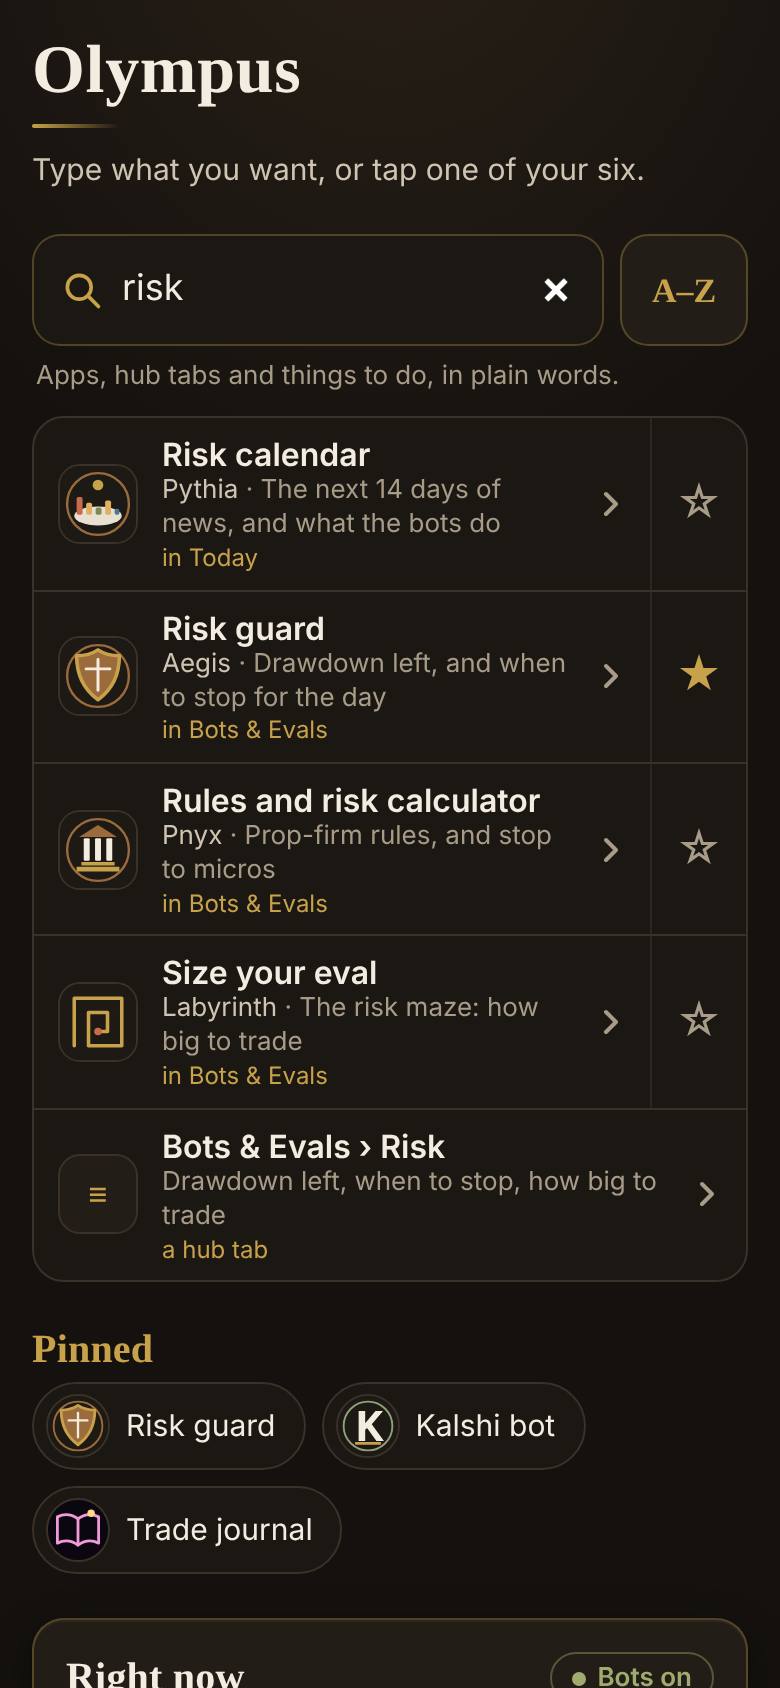 Olympus
Type what you want, or tap one of your six.
risk
A–Z
Apps, hub tabs and things to do, in plain words.
Risk calendar
Pythia · The next 14 days of
news, and what the bots do
in Today
Risk guard
Aegis · Drawdown left, and when
to stop for the day
in Bots & Evals
Rules and risk calculator
Pnyx · Prop-firm rules, and stop
to micros
in Bots & Evals
Size your eval
Labyrinth · The risk maze: how
big to trade
in Bots & Evals
Bots & Evals › Risk
Drawdown left, when to stop, how big to
trade
a hub tab
Pinned
Risk guard
K Kalshi bot
Trade journal
Right now
Bots on